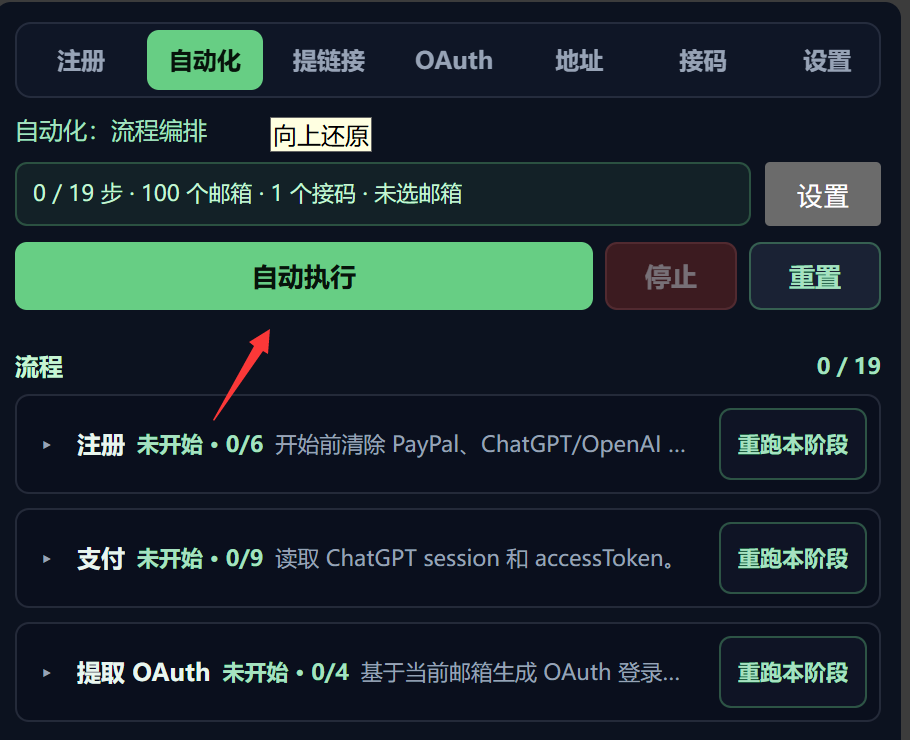 注册 自动化 提链接 OAuth 地址 接码 设置
自动化：流程编排
向上还原
0 / 19 步 · 100 个邮箱 · 1 个接码 · 未选邮箱 设置
自动执行 停止 重置
流程 0 / 19
▸ 注册 未开始 • 0/6 开始前清除 PayPal、ChatGPT/OpenAI ... 重跑本阶段
▸ 支付 未开始 • 0/9 读取 ChatGPT session 和 accessToken。 重跑本阶段
▸ 提取 OAuth 未开始 • 0/4 基于当前邮箱生成 OAuth 登录... 重跑本阶段